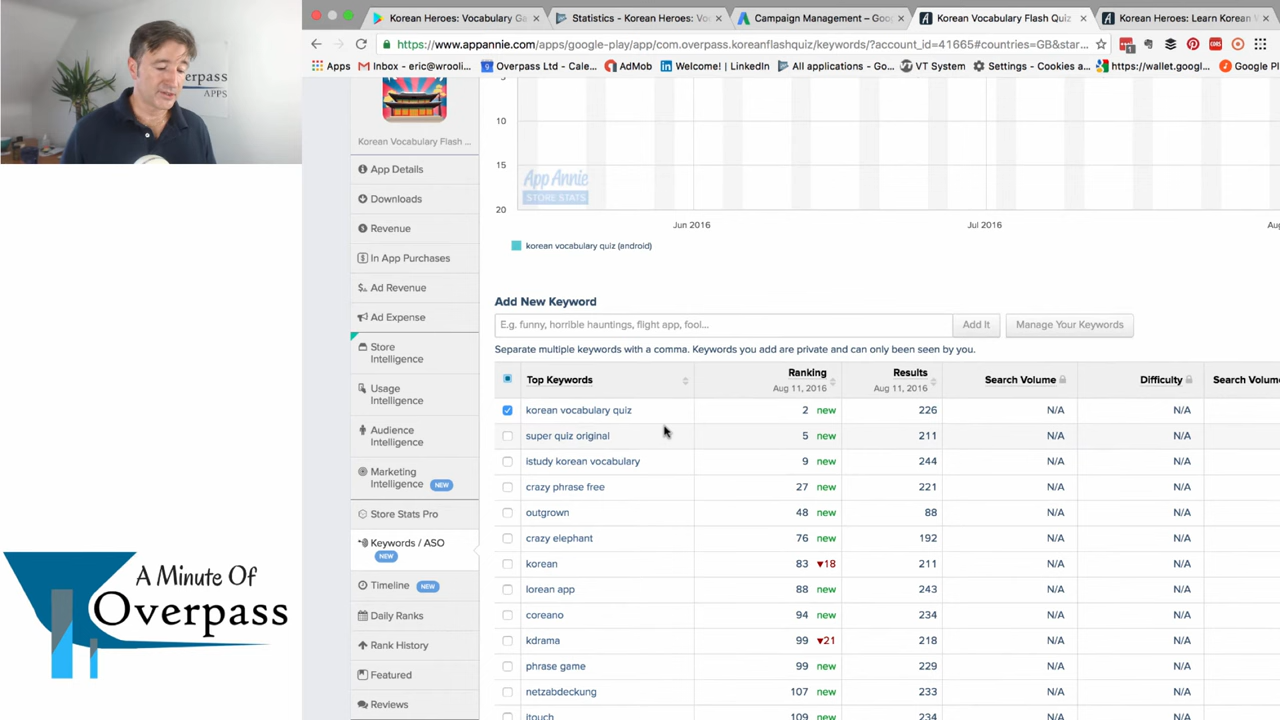 Korean Heroes: Vocabulary Ga
Statistics - Korean Heroes: Vo
Campaign Management – Goo
Korean Vocabulary Flash Quiz
Korean Heroes: Learn Korean
https://www.appannie.com/apps/google-play/app/com.overpass.koreanflashquiz/keywords/?account_id=41665#countries=GB&star...
Apps
Inbox - eric@wrooli...
Overpass Ltd - Cale...
AdMob
Welcome! | LinkedIn
All applications - Go...
VT System
Settings - Cookies a...
https://wallet.googl...
Google Pl
Overpass
APPS
Korean Vocabulary Flash ...
App Details
Downloads
Revenue
In App Purchases
Ad Revenue
Ad Expense
Store
Intelligence
Usage
Intelligence
Audience
Intelligence
Marketing
Intelligence NEW
Store Stats Pro
Keywords / ASO
NEW
Timeline NEW
Daily Ranks
Rank History
Featured
Reviews
5
10
15
20
App Annie
STORE STATS
Jun 2016
Jul 2016
Au
korean vocabulary quiz (android)
Add New Keyword
E.g. funny, horrible hauntings, flight app, fool...
Add It
Manage Your Keywords
Separate multiple keywords with a comma. Keywords you add are private and can only been seen by you.
Top Keywords Ranking Results Search Volume Difficulty Search Volume
Aug 11, 2016 Aug 11, 2016
korean vocabulary quiz 2 new 226 N/A N/A
super quiz original 5 new 211 N/A N/A
istudy korean vocabulary 9 new 244 N/A N/A
crazy phrase free 27 new 221 N/A N/A
outgrown 48 new 88 N/A N/A
crazy elephant 76 new 192 N/A N/A
korean 83 ▼18 211 N/A N/A
lorean app 88 new 243 N/A N/A
coreano 94 new 234 N/A N/A
kdrama 99 ▼21 218 N/A N/A
phrase game 99 new 229 N/A N/A
netzabdeckung 107 new 233 N/A N/A
itouch 109 new 234 N/A N/A
A Minute Of
Overpass